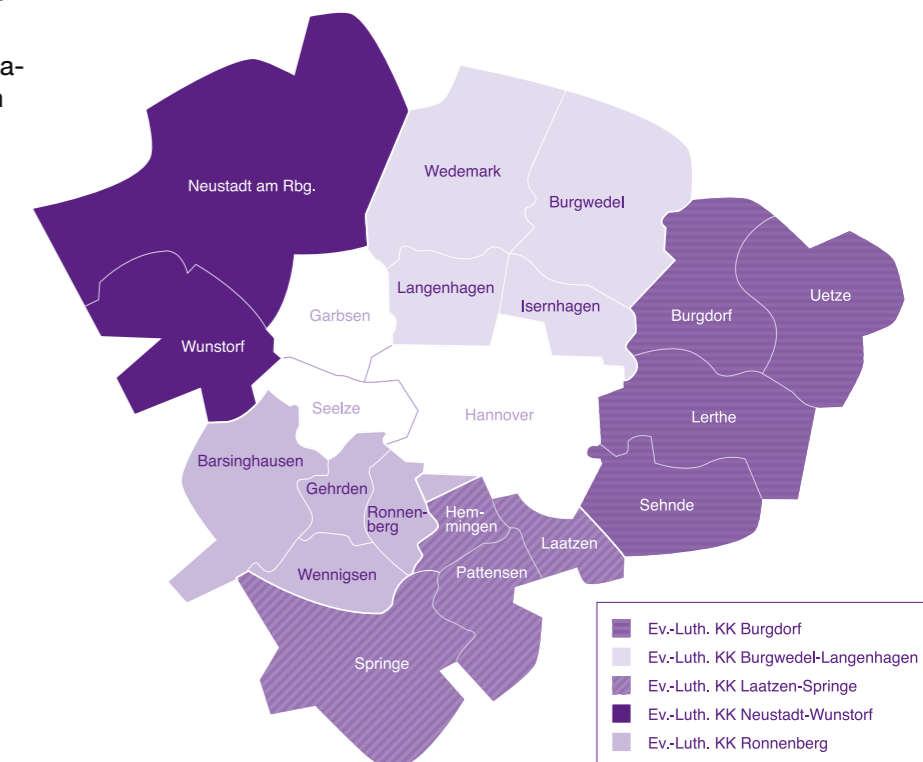 a-
Wedemark
Neustadt am Rbg.
Burgwedel
Langenhagen
Isernhagen
Uetze
Garbsen
Burgdorf
Wunstorf
Seelze
Hannover
Lerthe
Barsinghausen
Gehrden
Ronnen-
berg
Hem-
mingen
Sehnde
Laatzen
Wennigsen
Pattensen
Springe
Ev.-Luth. KK Burgdorf
Ev.-Luth. KK Burgwedel-Langenhagen
Ev.-Luth. KK Laatzen-Springe
Ev.-Luth. KK Neustadt-Wunstorf
Ev.-Luth. KK Ronnenberg